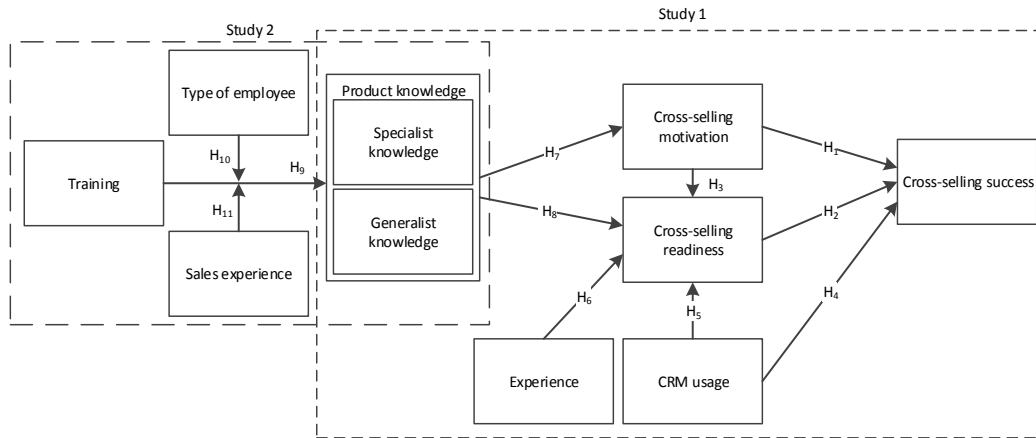 Study 1
Study 2
Type of employee
Product knowledge
Specialist
knowledge
Cross-selling
motivation
H₁
H₁₀
H₉
H₇
Training
H₃
Cross-selling success
H₁₁
Generalist
knowledge
H₈
Cross-selling
readiness
H₂
Sales experience
H₆
H₅
H₄
Experience
CRM usage